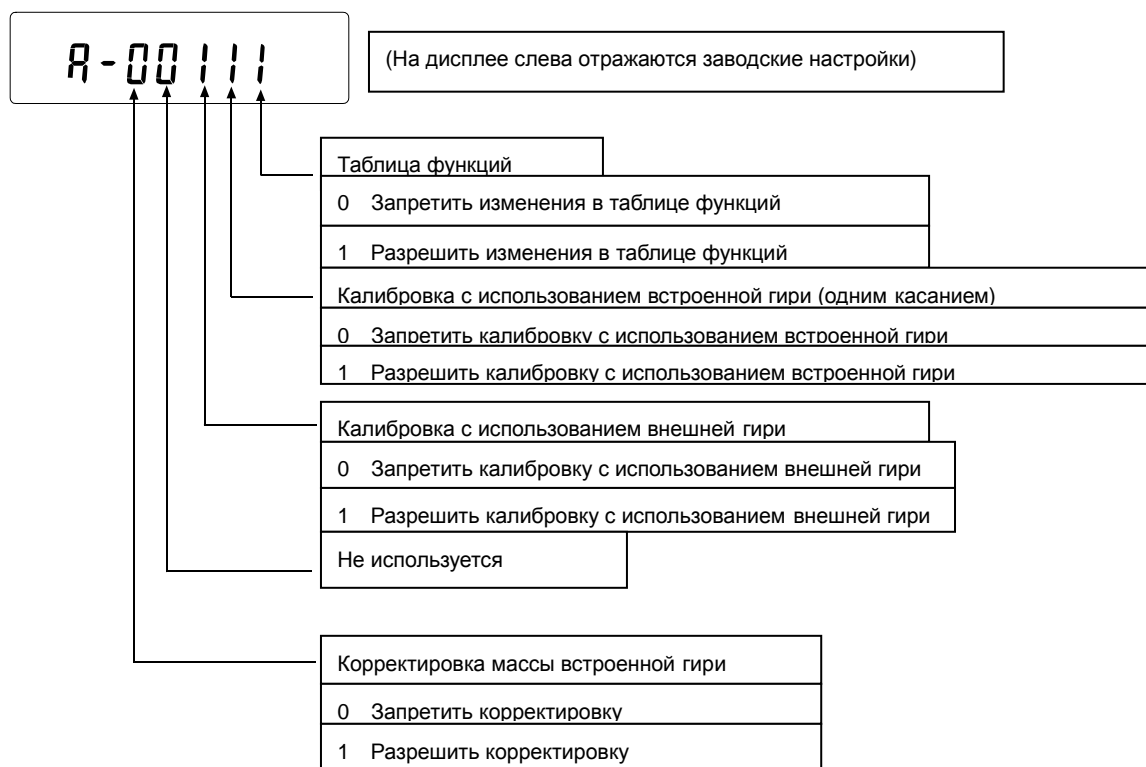 A-00111
(На дисплее слева отражаются заводские настройки)
Таблица функций
0 Запретить изменения в таблице функций
1 Разрешить изменения в таблице функций
Калибровка с использованием встроенной гири (одним касанием)
0 Запретить калибровку с использованием встроенной гири
1 Разрешить калибровку с использованием встроенной гири
Калибровка с использованием внешней гири
0 Запретить калибровку с использованием внешней гири
1 Разрешить калибровку с использованием внешней гири
Не используется
Корректировка массы встроенной гири
0 Запретить корректировку
1 Разрешить корректировку